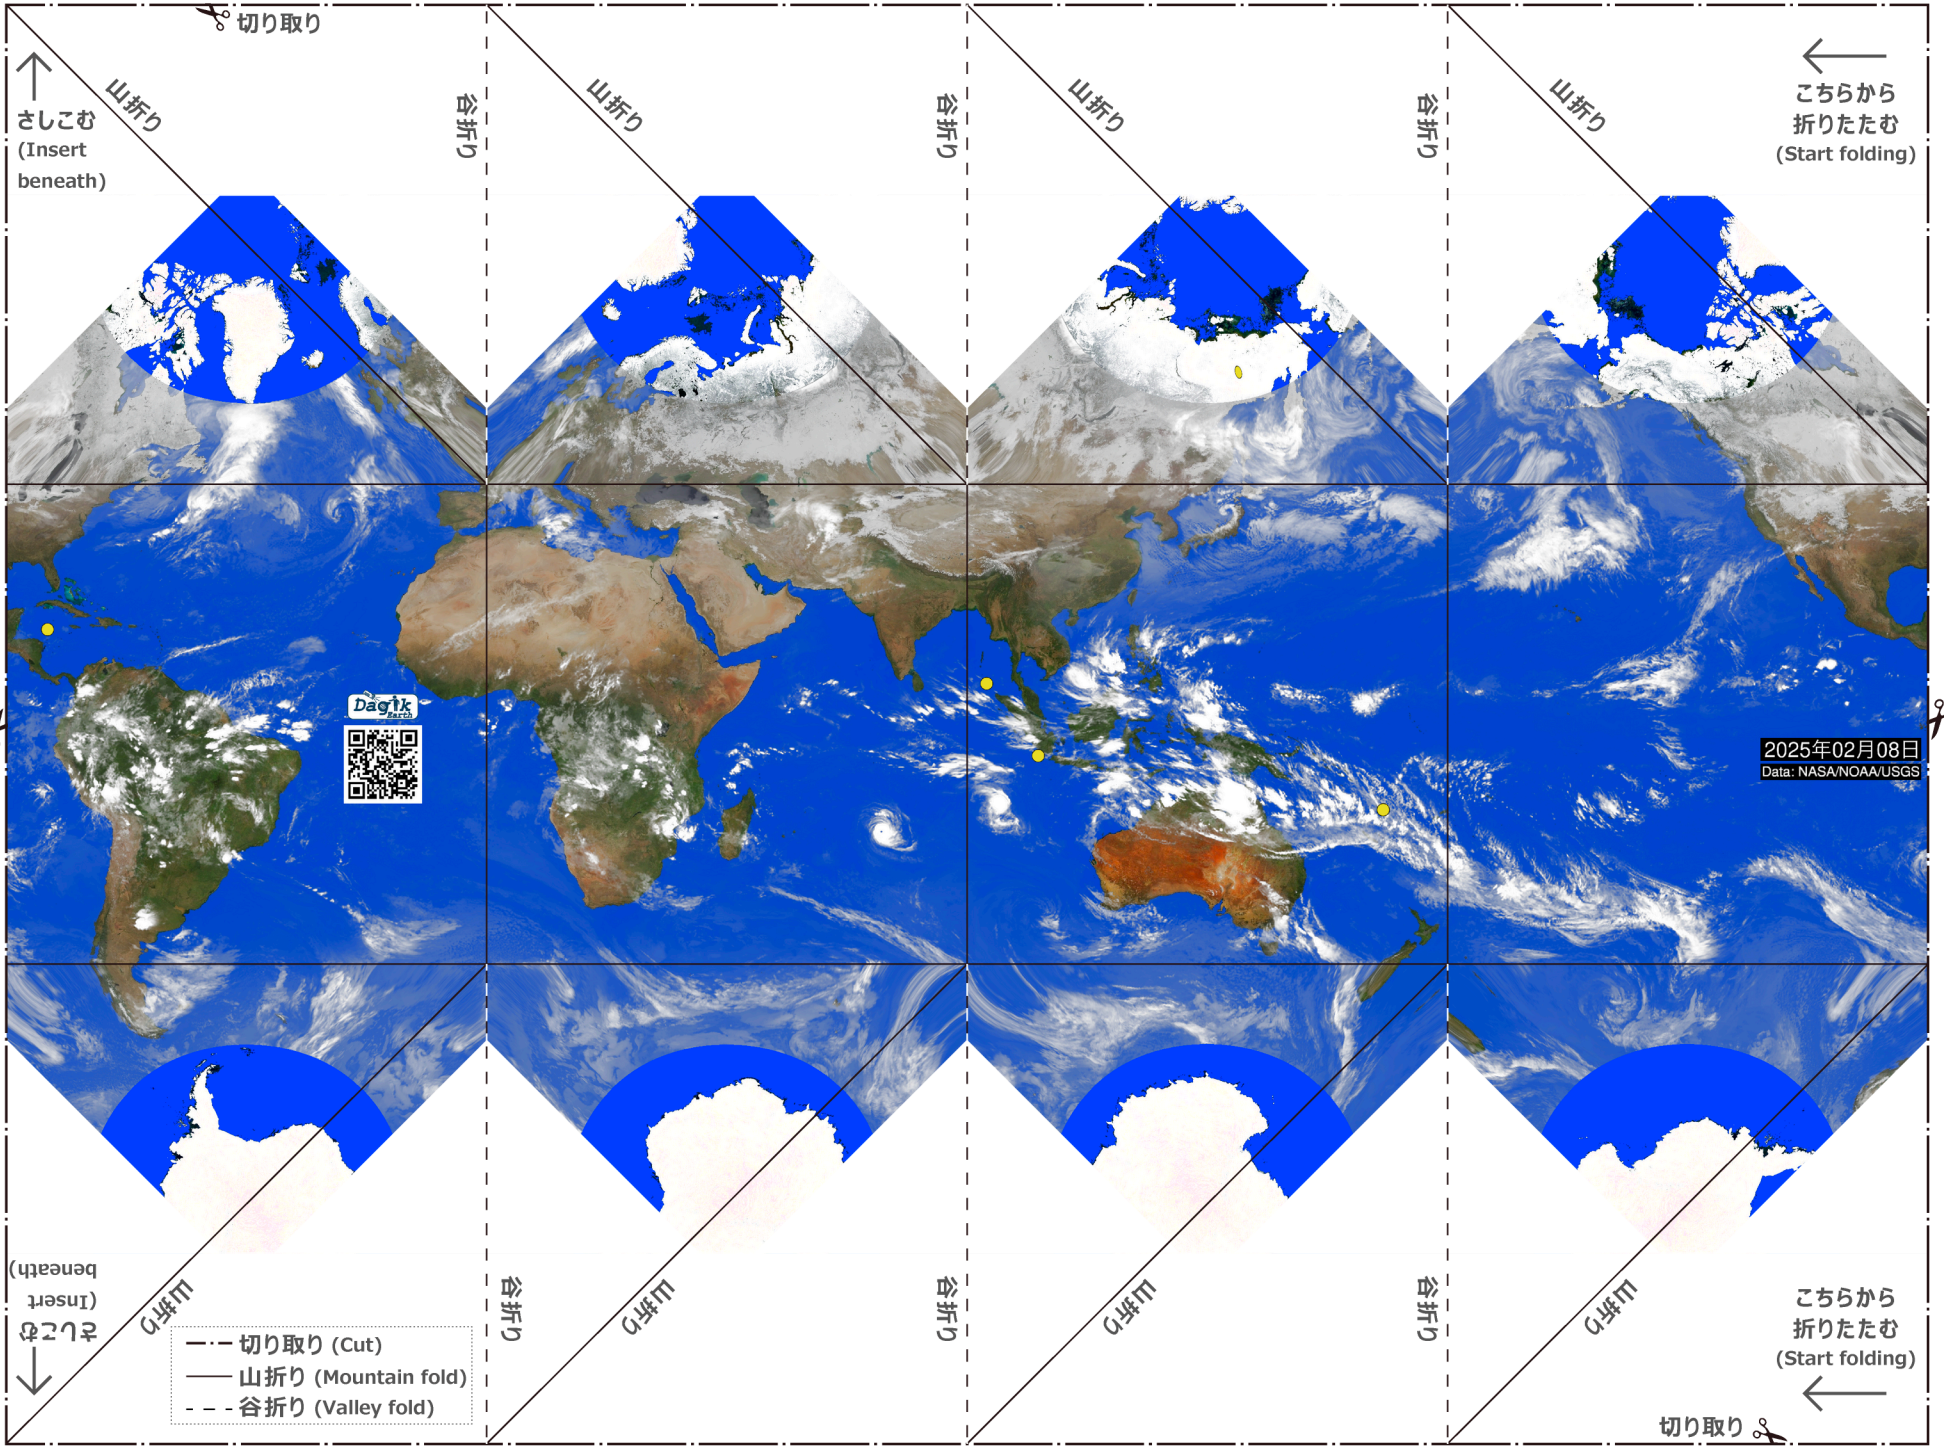 切り取り
山折り
谷折り
山折り
谷折り
山折り
谷折り
山折り
さしこむ
(Insert
beneath)
こちらから
折りたたむ
(Start folding)
Dagik
Earth
2025年02月08日
Data: NASA/NOAA/USGS
さしこむ
(Insert
beneath)
山折り
谷折り
山折り
谷折り
山折り
谷折り
山折り
こちらから
折りたたむ
(Start folding)
切り取り (Cut)
山折り (Mountain fold)
谷折り (Valley fold)
切り取り